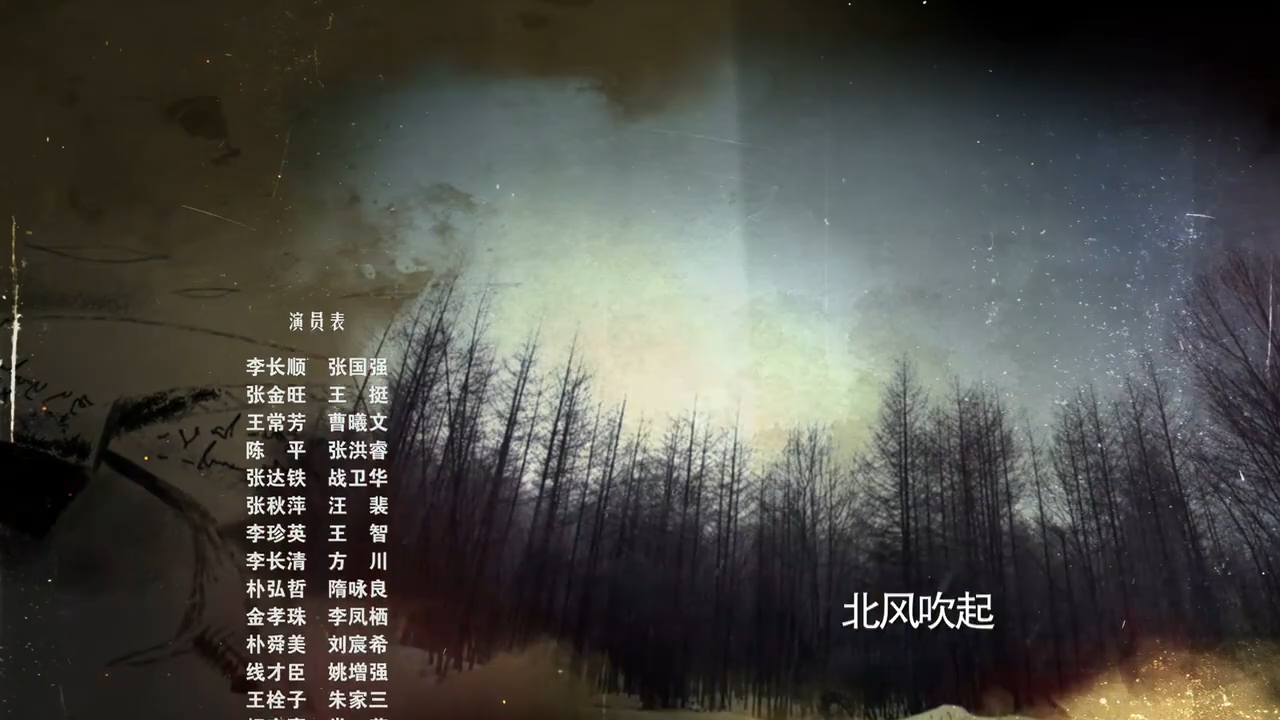 演员表
李长顺 张国强
张金旺 王 挺
王常芳 曹曦文
陈 平 张洪睿
张达铁 战卫华
张秋萍 汪 裴
李珍英 王 智
李长清 方 川
朴弘哲 隋咏良
金孝珠 李凤栖
朴舜美 刘宸希
线才臣 姚增强
王栓子 朱家三
北风吹起